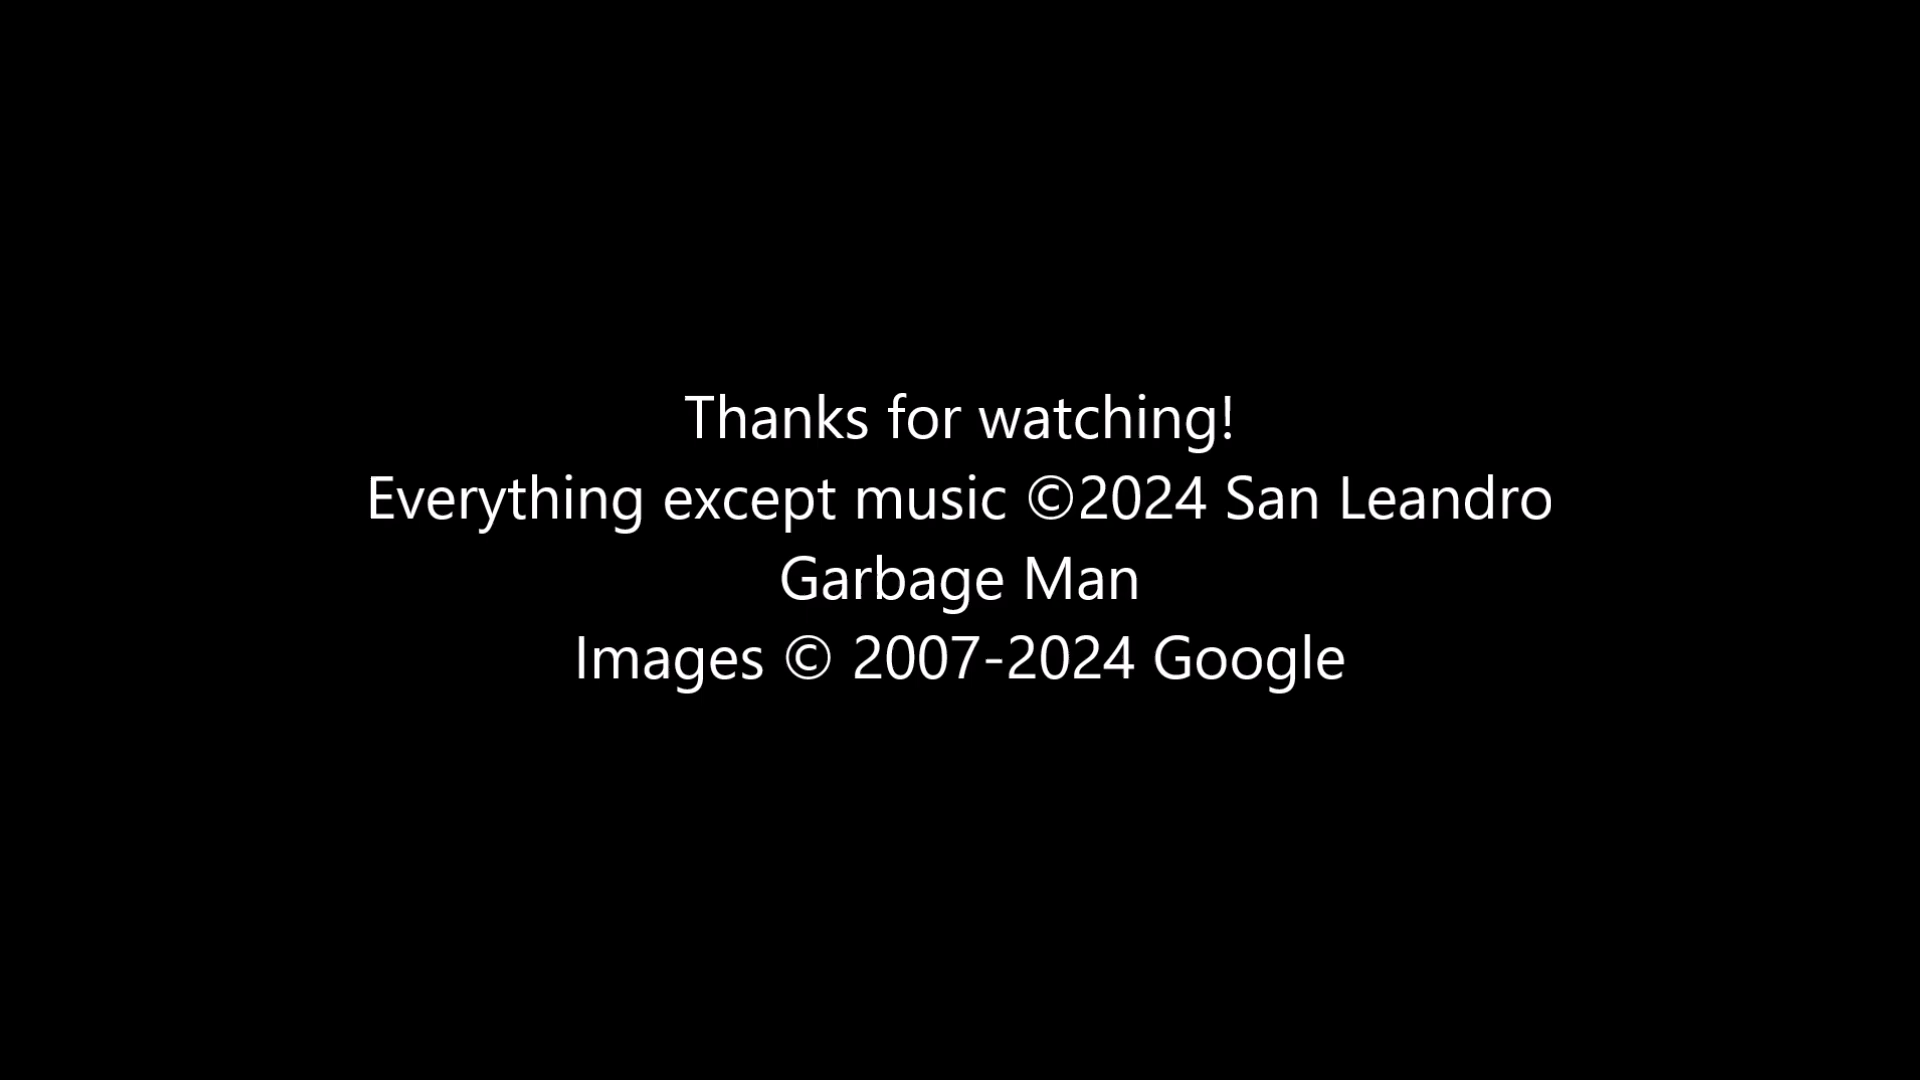 Thanks for watching!
Everything except music ©2024 San Leandro
Garbage Man
Images © 2007-2024 Google